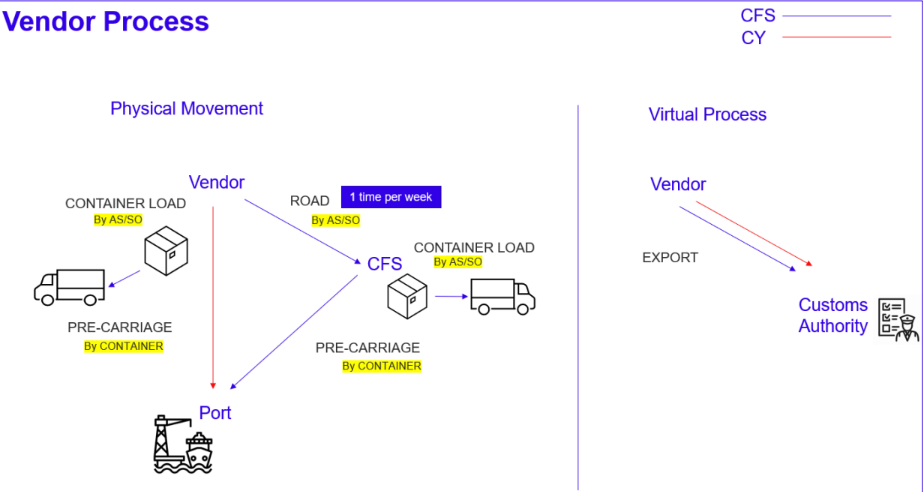 Vendor Process
CFS
CY
Physical Movement
Virtual Process
Vendor
CONTAINER LOAD
By AS/SO
ROAD
1 time per week
By AS/SO
CFS
CONTAINER LOAD
By AS/SO
PRE-CARRIAGE
By CONTAINER
PRE-CARRIAGE
By CONTAINER
Port
Vendor
EXPORT
Customs
Authority